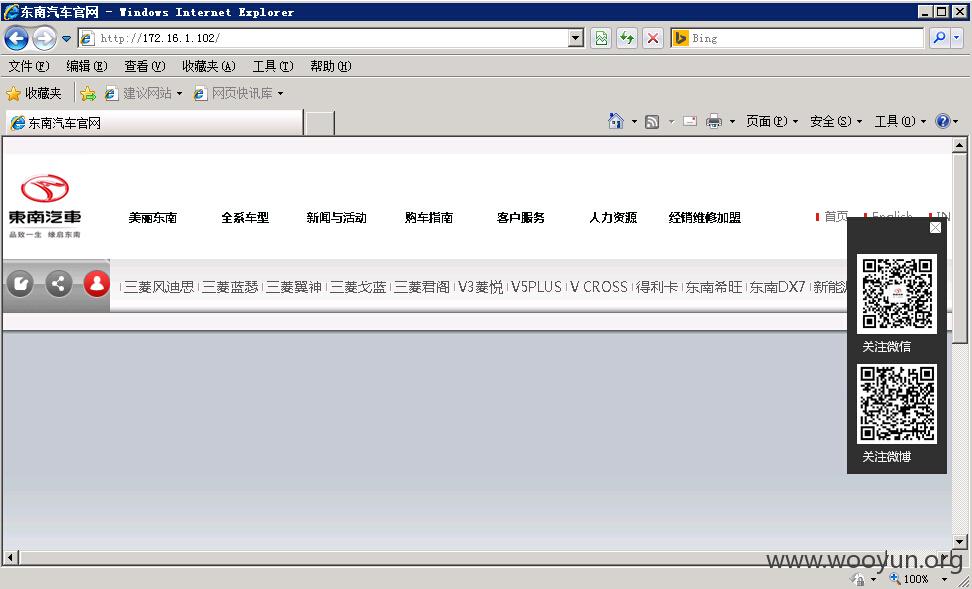 东南汽车官网 - Windows Internet Explorer
http://172.16.1.102/
Bing
文件(F) 编辑(E) 查看(V) 收藏夹(A) 工具(T) 帮助(H)
收藏夹 建议网站 网页快讯库
东南汽车官网
页面(P) 安全(S) 工具(O)
東南汽車
品致一生 缘启东南
美丽东南 全系车型 新闻与活动 购车指南 客户服务 人力资源 经销维修加盟
首页 English IN
三菱风迪思 三菱蓝瑟 三菱翼神 三菱戈蓝 三菱君阁 V3菱悦 V5PLUS V CROSS 得利卡 东南希旺 东南DX7 新能
关注微信
关注微博
www.wooyun.org
100%